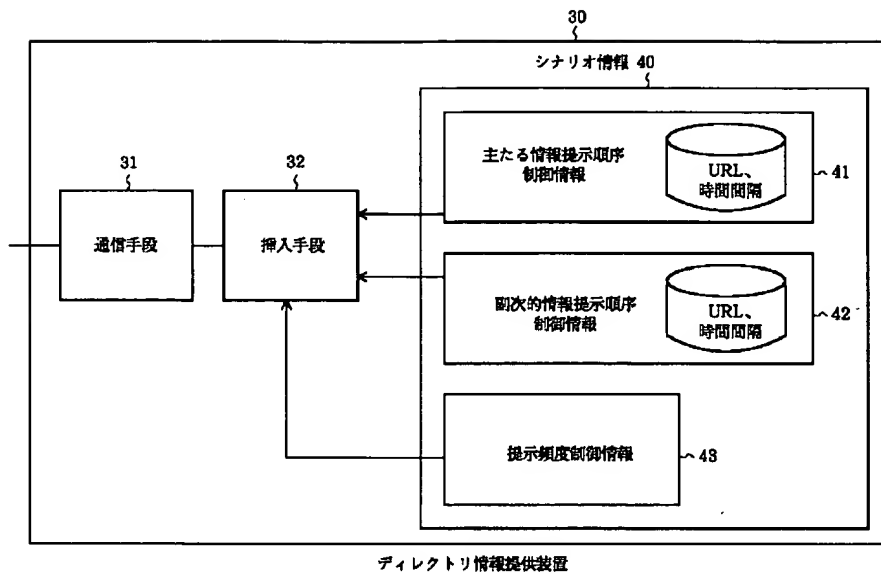 30
シナリオ情報 40
主たる情報提示順序
制御情報
URL、
時間間隔
41
31
通信手段
32
挿入手段
副次的情報提示順序
制御情報
URL、
時間間隔
42
提示頻度制御情報
43
ディレクトリ情報提供装置